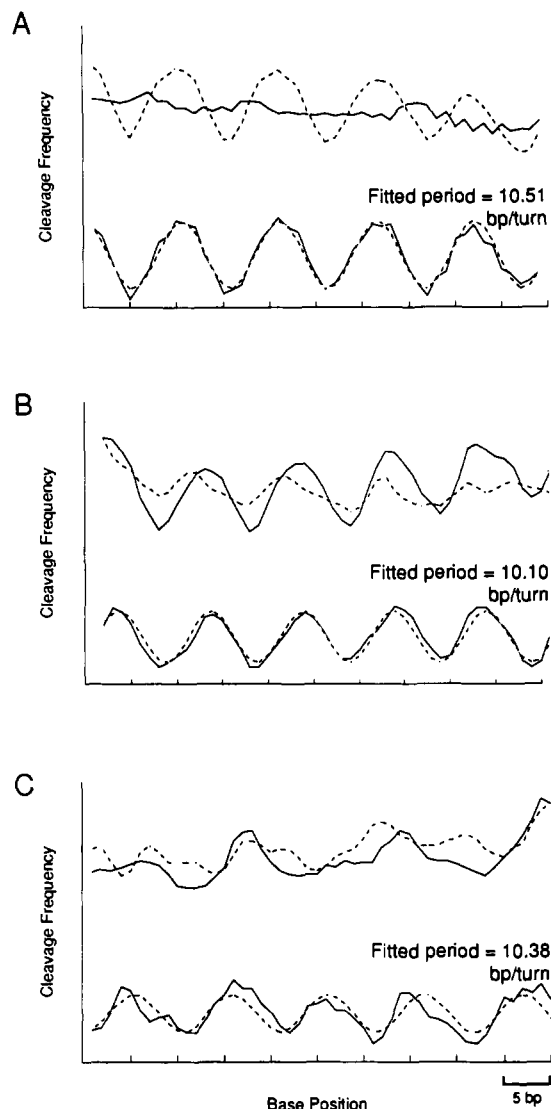 A
Cleavage Frequency
Fitted period = 10.51
bp/turn
B
Cleavage Frequency
Fitted period = 10.10
bp/turn
C
Cleavage Frequency
Fitted period = 10.38
bp/turn
5 bp
Base Position